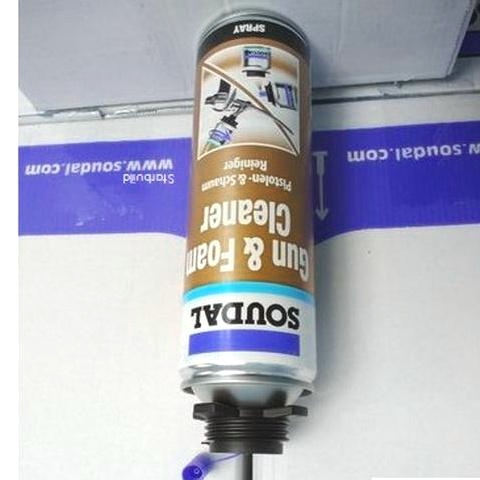 SOUDAL
Gun & Foam
Cleaner
Pistolen- & Schaum
Reiniger
SPRAY
www.soudal.com
www.soudal.com
Starbuild